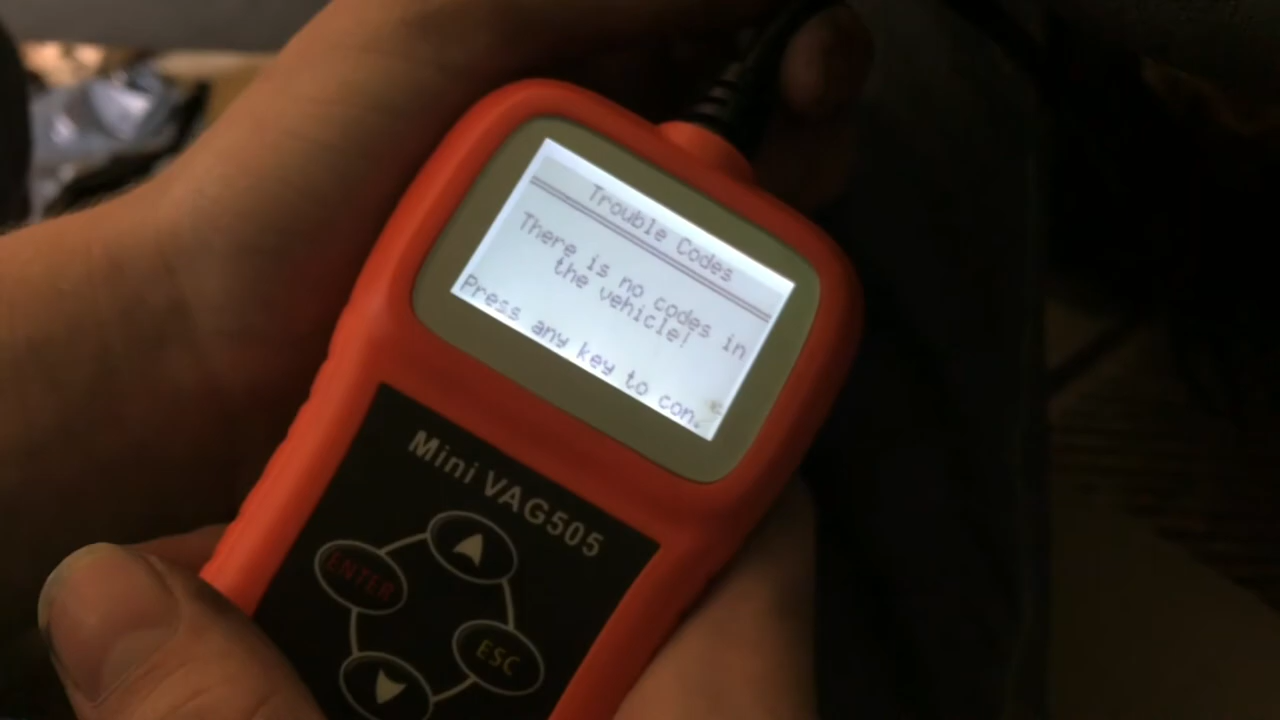 Trouble Codes
There is no codes in
the vehicle!
Press any key to con.
Mini VAG505
ENTER
ESC